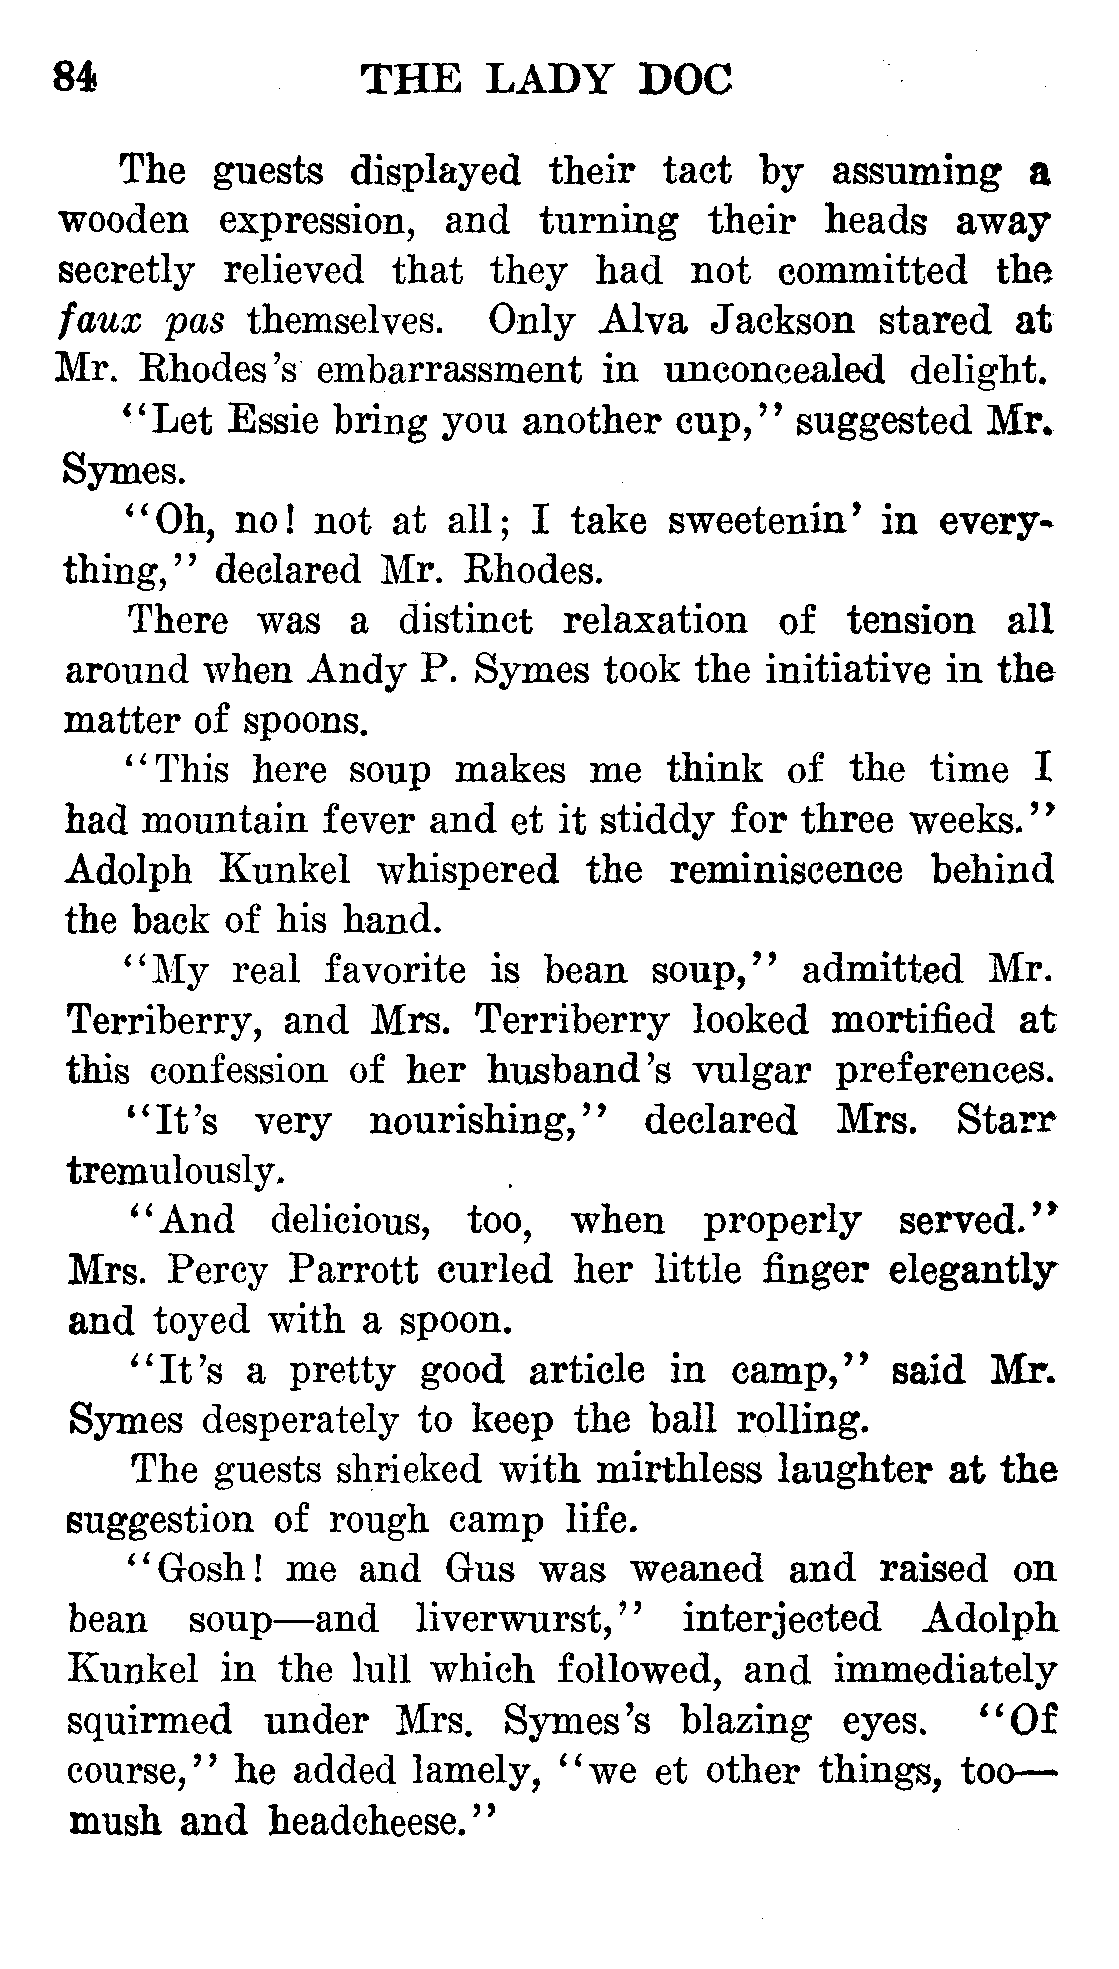 84 THE LADY DOC
The guests displayed their tact by assuming a
wooden expression, and turning their heads away
secretly relieved that they had not committed the
faux pas themselves. Only Alva Jackson stared at
Mr. Rhodes's embarrassment in unconcealed delight.
"Let Essie bring you another cup," suggested Mr.
Symes.
"Oh, no! not at all; I take sweetenin' in every-
thing," declared Mr. Rhodes.
There was a distinct relaxation of tension all
around when Andy P. Symes took the initiative in the
matter of spoons.
"This here soup makes me think of the time I
had mountain fever and et it stiddy for three weeks."
Adolph Kunkel whispered the reminiscence behind
the back of his hand.
"My real favorite is bean soup," admitted Mr.
Terriberry, and Mrs. Terriberry looked mortified at
this confession of her husband's vulgar preferences.
"It's very nourishing," declared Mrs. Starr
tremulously.
"And delicious, too, when properly served."
Mrs. Percy Parrott curled her little finger elegantly
and toyed with a spoon.
"It's a pretty good article in camp," said Mr.
Symes desperately to keep the ball rolling.
The guests shrieked with mirthless laughter at the
suggestion of rough camp life.
"Gosh! me and Gus was weaned and raised on
bean soup—and liverwurst," interjected Adolph
Kunkel in the lull which followed, and immediately
squirmed under Mrs. Symes's blazing eyes. "Of
course," he added lamely, "we et other things, too—
mush and headcheese."